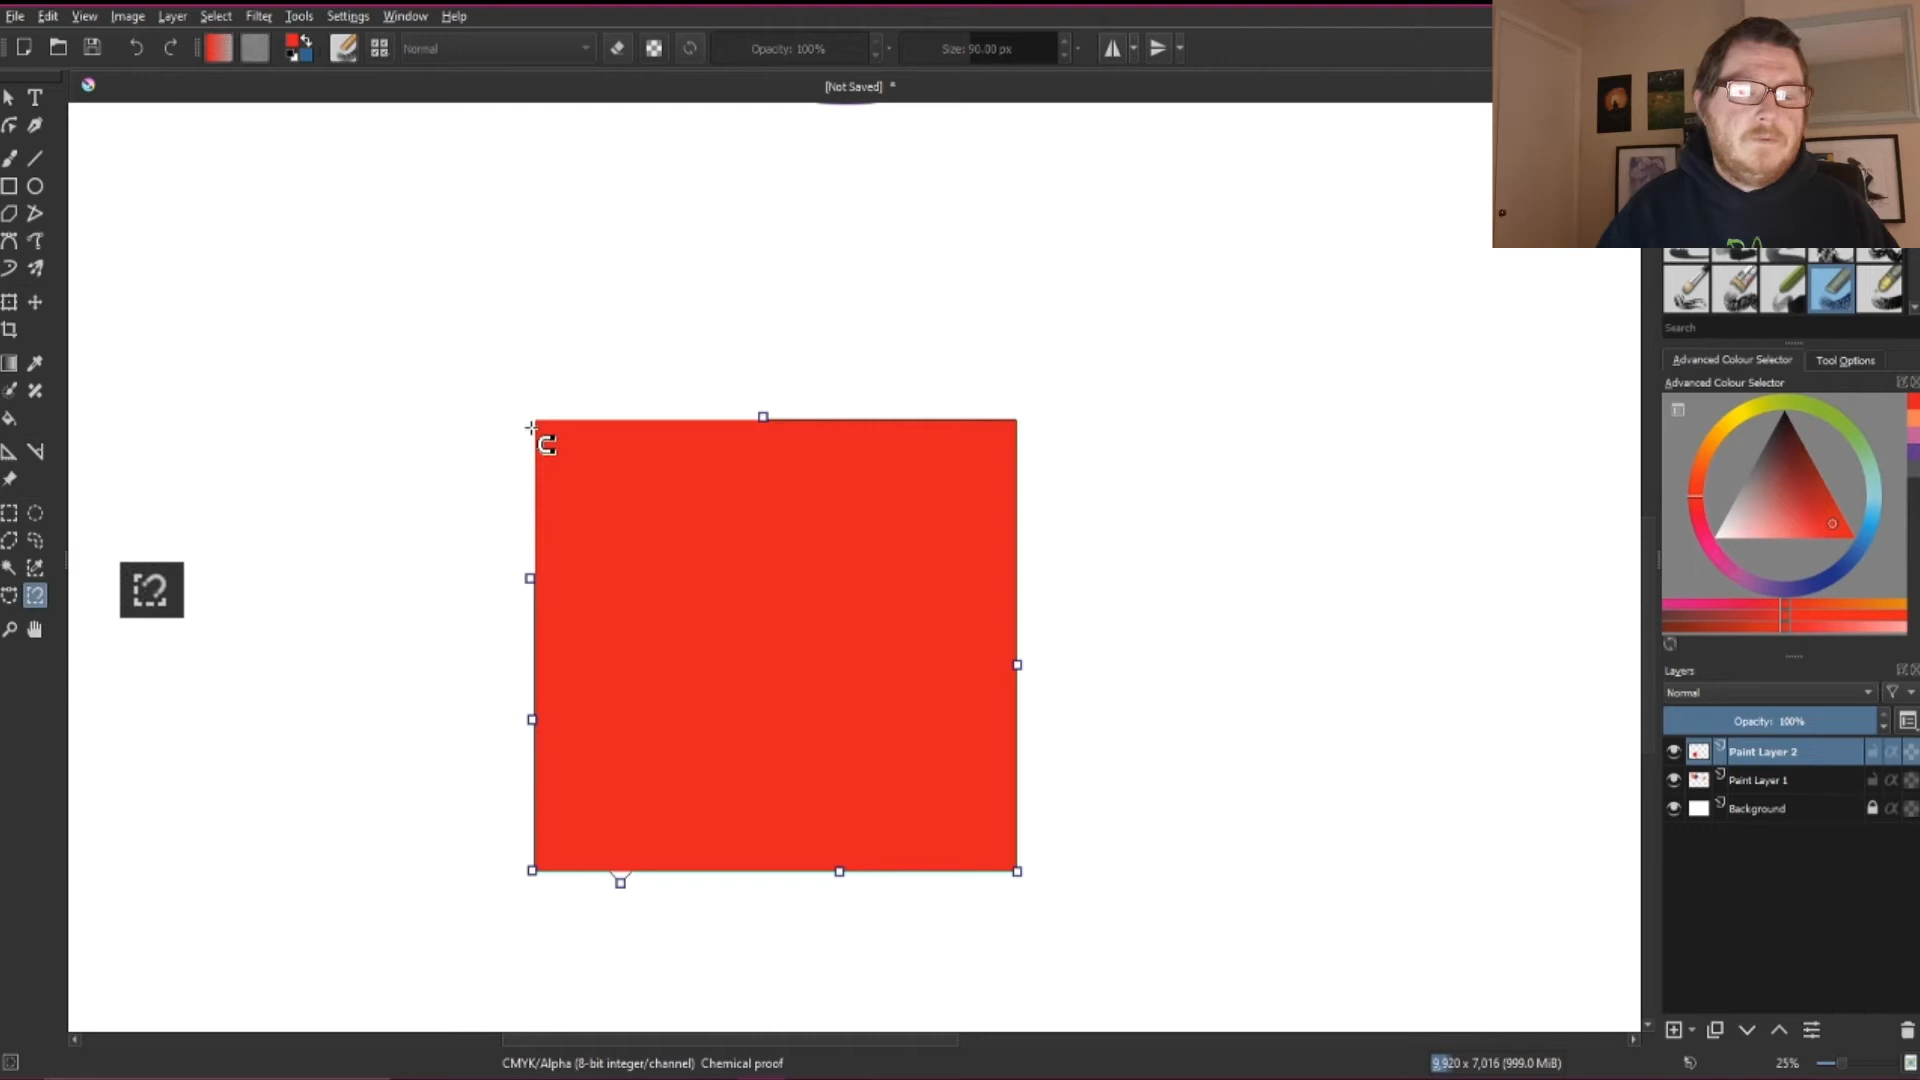 File Edit View Image Layer Select Filter Tools Settings Window Help
Normal Opacity: 100% Size: 90.00 px
[Not Saved] *
T
Search
Advanced Colour Selector Tool Options
Advanced Colour Selector
Layers
Normal
Opacity: 100%
Paint Layer 2
Paint Layer 1
Background
CMYK/Alpha (8-bit integer/channel) Chemical proof 9,920 x 7,016 (999.0 MiB) 25%